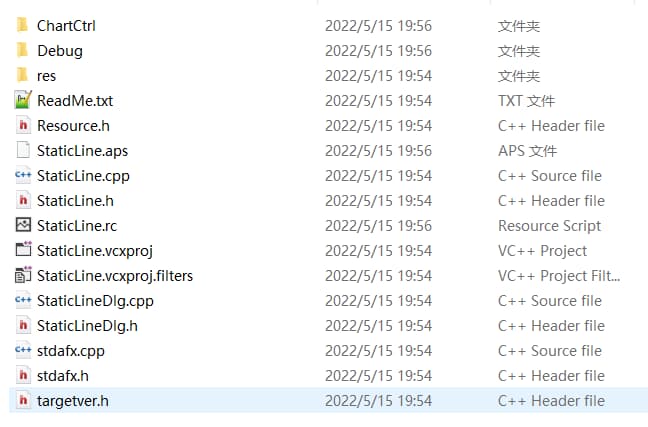 ChartCtrl 2022/5/15 19:56 文件夹
Debug 2022/5/15 19:56 文件夹
res 2022/5/15 19:54 文件夹
ReadMe.txt 2022/5/15 19:54 TXT 文件
Resource.h 2022/5/15 19:54 C++ Header file
StaticLine.aps 2022/5/15 19:56 APS 文件
StaticLine.cpp 2022/5/15 19:54 C++ Source file
StaticLine.h 2022/5/15 19:54 C++ Header file
StaticLine.rc 2022/5/15 19:56 Resource Script
StaticLine.vcxproj 2022/5/15 19:54 VC++ Project
StaticLine.vcxproj.filters 2022/5/15 19:54 VC++ Project Filt...
StaticLineDlg.cpp 2022/5/15 19:54 C++ Source file
StaticLineDlg.h 2022/5/15 19:54 C++ Header file
stdafx.cpp 2022/5/15 19:54 C++ Source file
stdafx.h 2022/5/15 19:54 C++ Header file
targetver.h 2022/5/15 19:54 C++ Header file